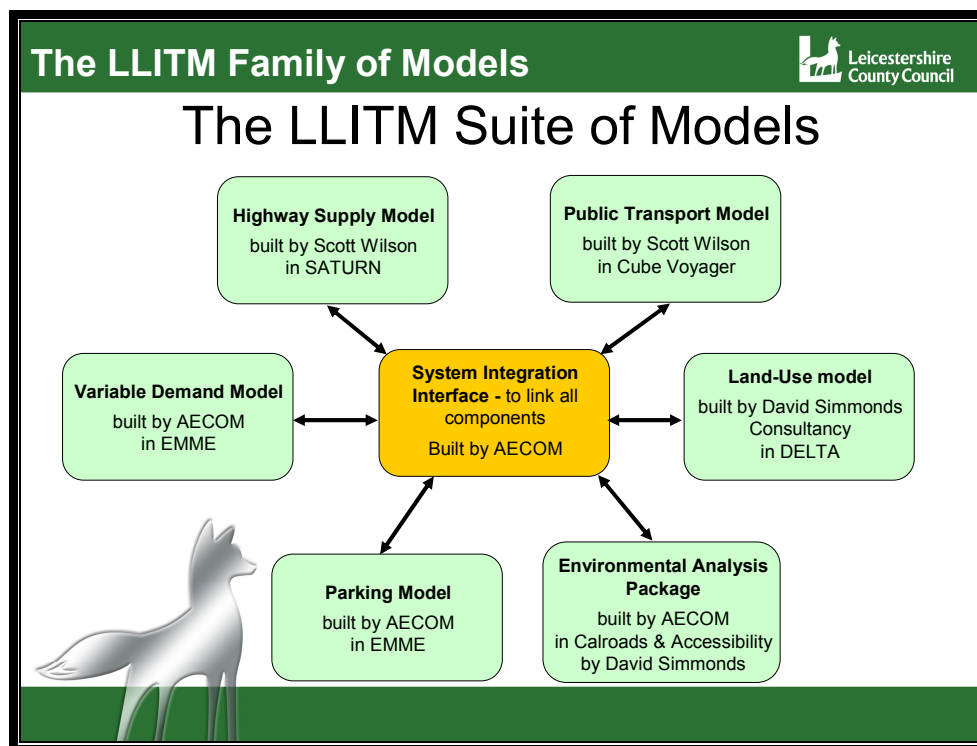 The LLITM Family of Models
Leicestershire
County Council
The LLITM Suite of Models
Highway Supply Model
built by Scott Wilson
in SATURN
Public Transport Model
built by Scott Wilson
in Cube Voyager
Variable Demand Model
built by AECOM
in EMME
System Integration
Interface - to link all
components
Built by AECOM
Land-Use model
built by David Simmonds
Consultancy
in DELTA
Parking Model
built by AECOM
in EMME
Environmental Analysis
Package
built by AECOM
in Calroads & Accessibility
by David Simmonds